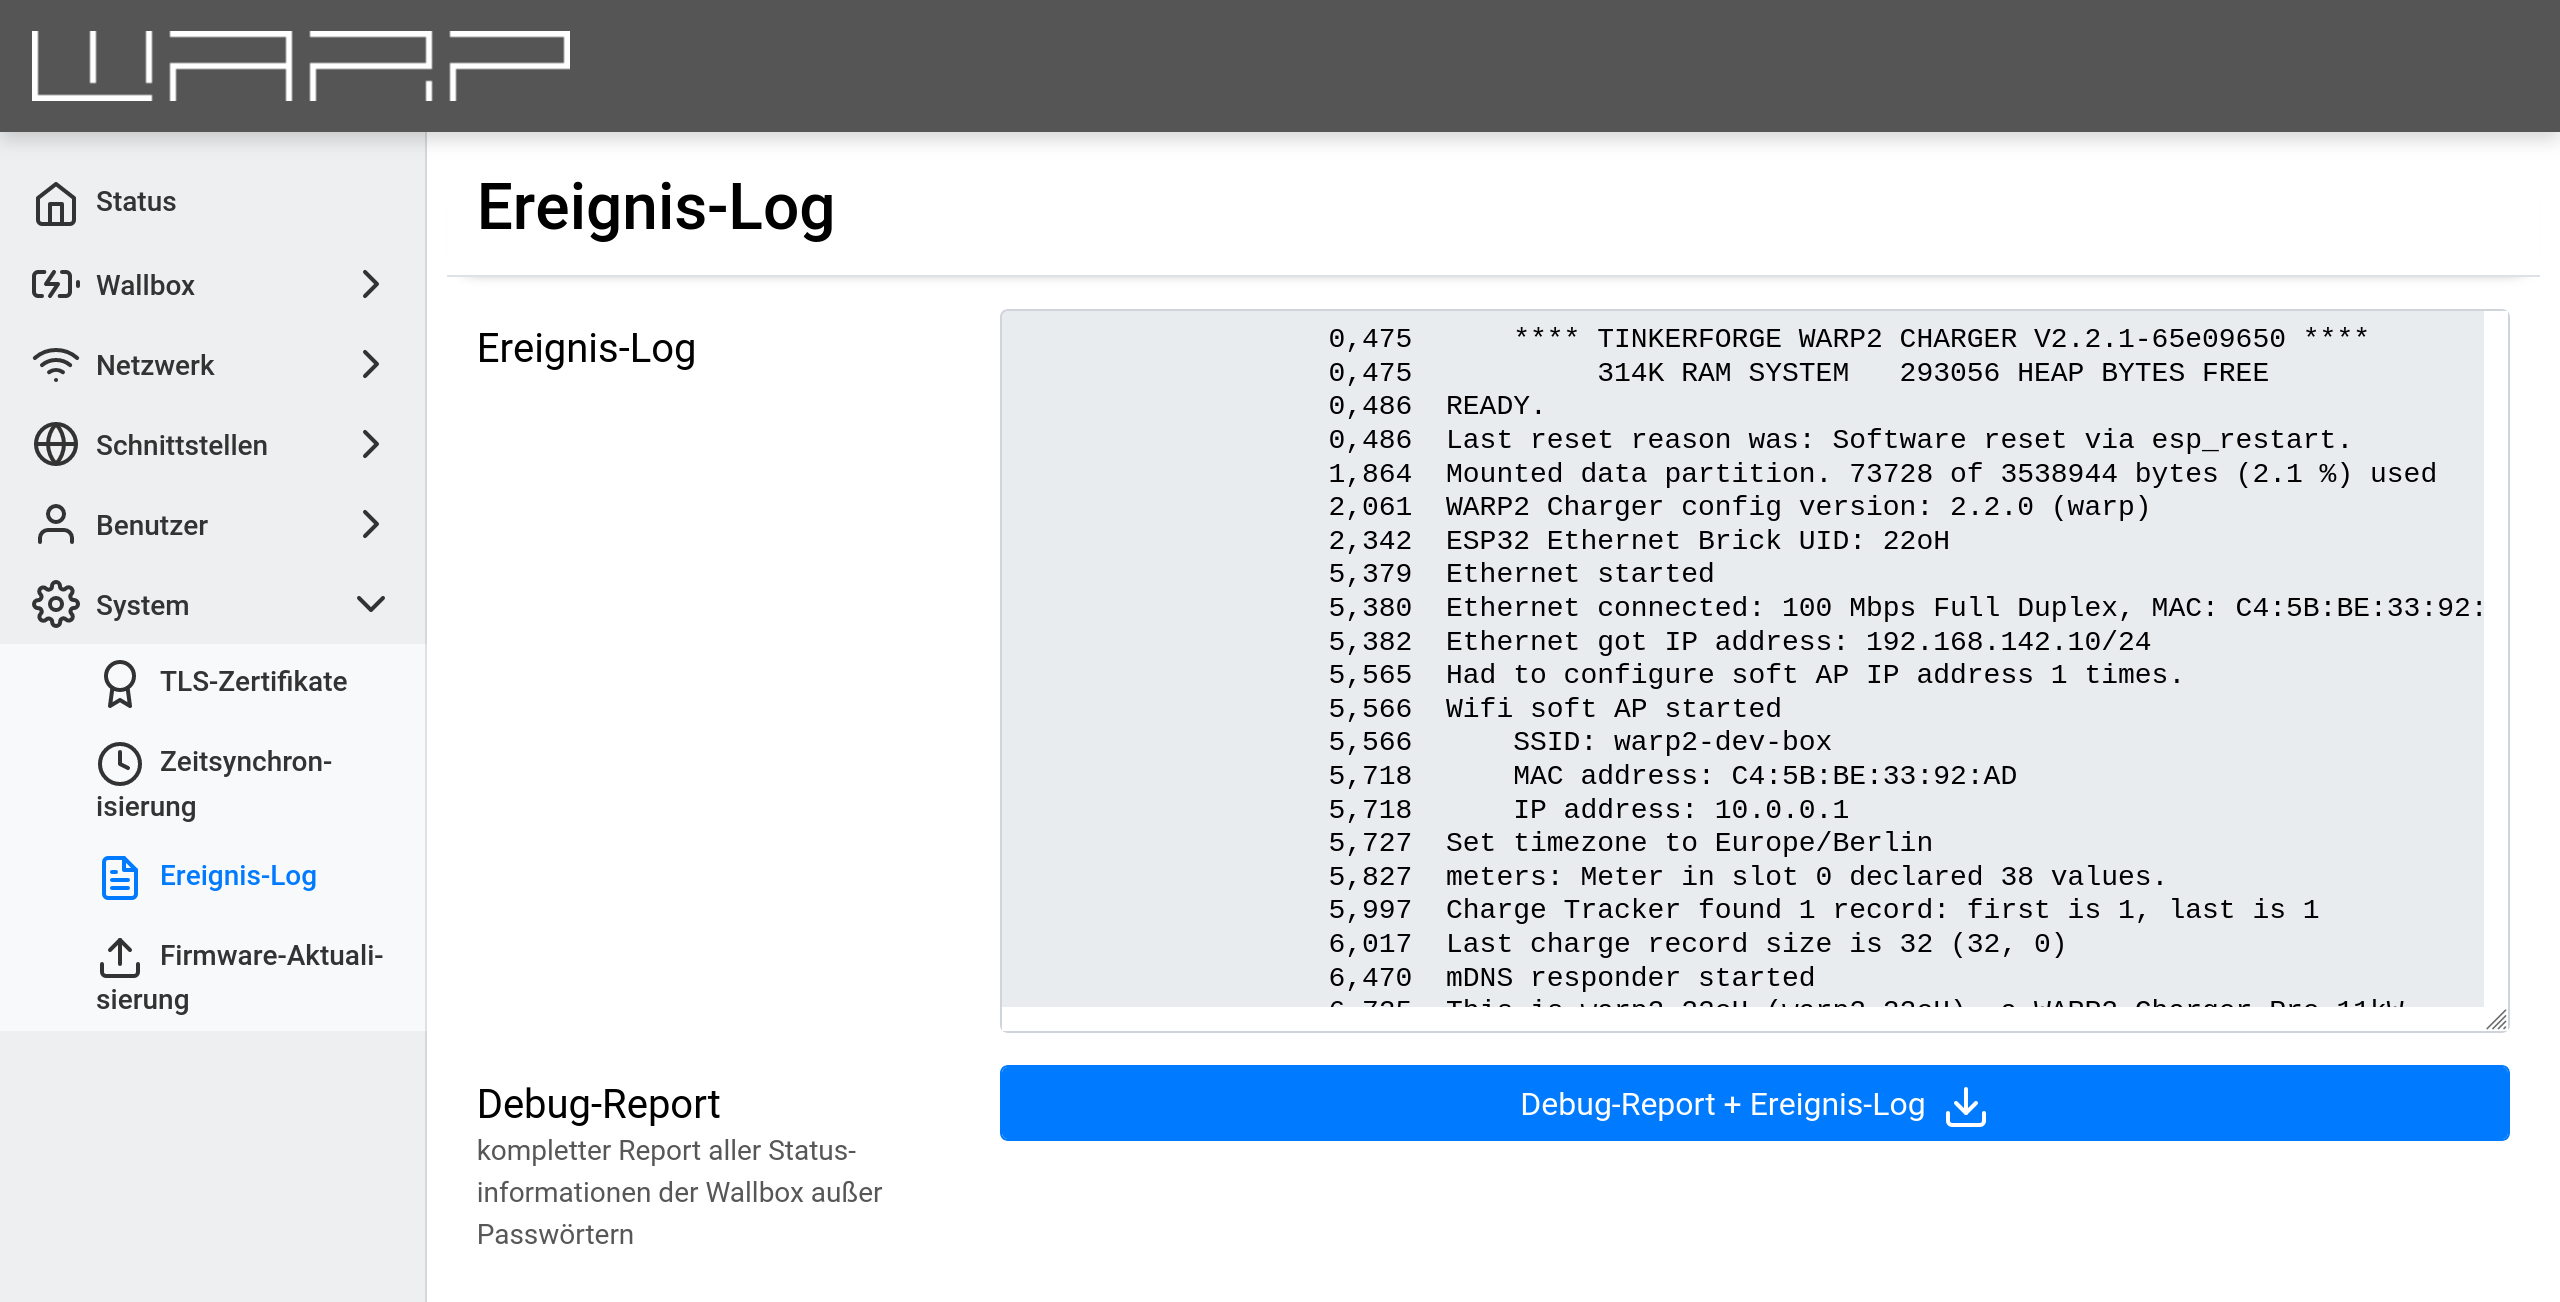 WARP
Status
Wallbox
Netzwerk
Schnittstellen
Benutzer
System
TLS-Zertifikate
Zeitsynchron-
isierung
Ereignis-Log
Firmware-Aktuali-
sierung
Ereignis-Log
Ereignis-Log
0,475 **** TINKERFORGE WARP2 CHARGER V2.2.1-65e09650 ****
0,475 314K RAM SYSTEM 293056 HEAP BYTES FREE
0,486 READY.
0,486 Last reset reason was: Software reset via esp_restart.
1,864 Mounted data partition. 73728 of 3538944 bytes (2.1 %) used
2,061 WARP2 Charger config version: 2.2.0 (warp)
2,342 ESP32 Ethernet Brick UID: 22oH
5,379 Ethernet started
5,380 Ethernet connected: 100 Mbps Full Duplex, MAC: C4:5B:BE:33:92:
5,382 Ethernet got IP address: 192.168.142.10/24
5,565 Had to configure soft AP IP address 1 times.
5,566 Wifi soft AP started
5,566 SSID: warp2-dev-box
5,718 MAC address: C4:5B:BE:33:92:AD
5,718 IP address: 10.0.0.1
5,727 Set timezone to Europe/Berlin
5,827 meters: Meter in slot 0 declared 38 values.
5,997 Charge Tracker found 1 record: first is 1, last is 1
6,017 Last charge record size is 32 (32, 0)
6,470 mDNS responder started
Debug-Report
kompletter Report aller Status-
informationen der Wallbox außer
Passwörtern
Debug-Report + Ereignis-Log